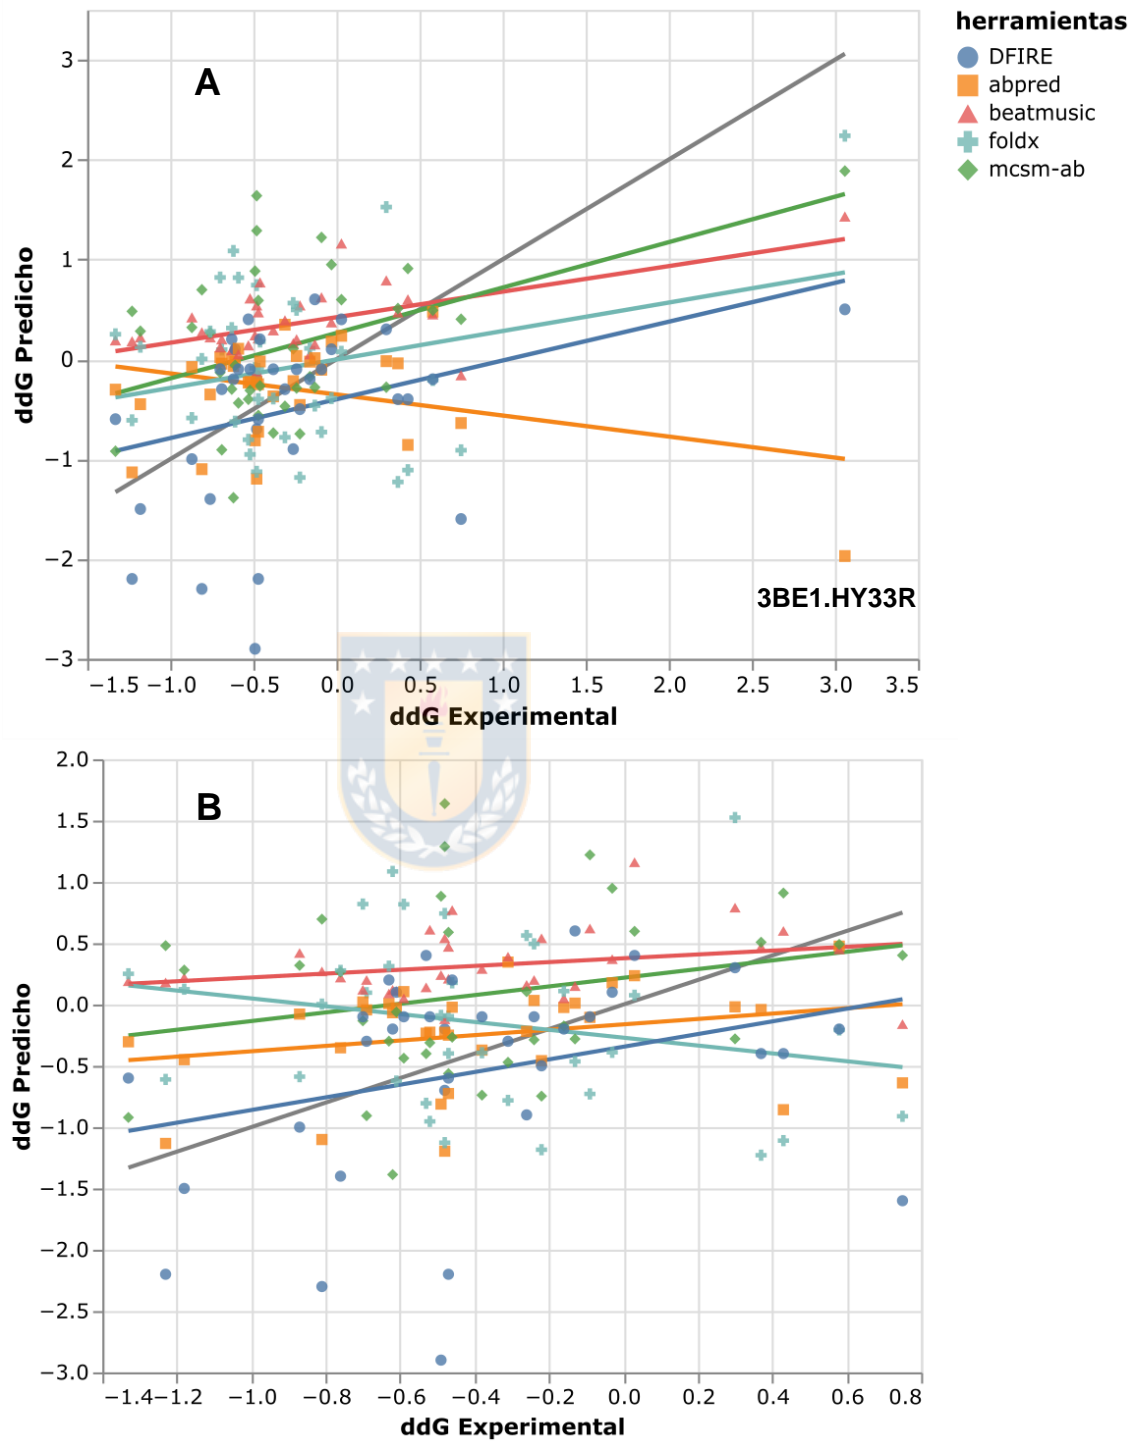 herramientas
DFIRE
abpred
beatmusic
foldx
mcsm-ab
A
3
2
1
0
−1
−2
−3
ddG Predicho
3BE1.HY33R
−1.5 −1.0 −0.5 0.0 0.5 1.0 1.5 2.0 2.5 3.0 3.5
ddG Experimental
B
2.0
1.5
1.0
0.5
0.0
−0.5
−1.0
−1.5
−2.0
−2.5
−3.0
ddG Predicho
−1.4 −1.2 −1.0 −0.8 −0.6 −0.4 −0.2 0.0 0.2 0.4 0.6 0.8
ddG Experimental